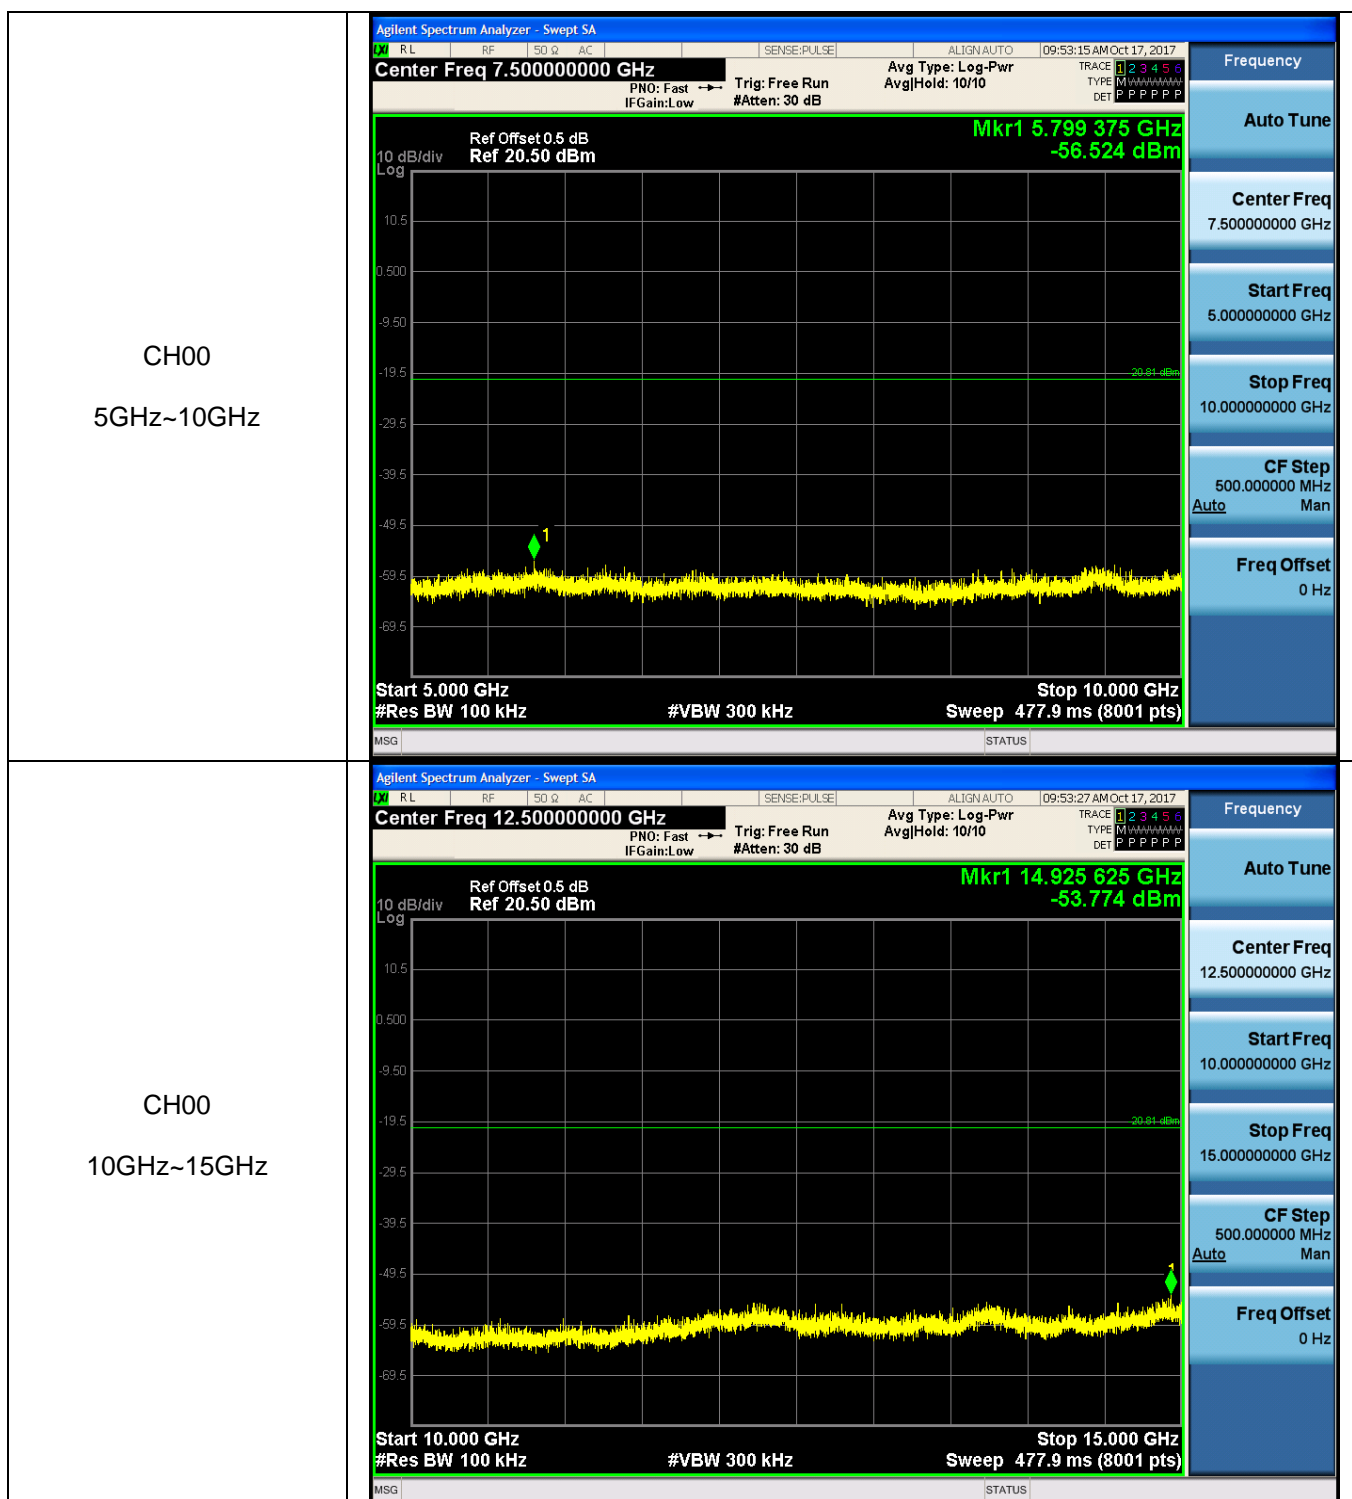 CH00
5GHz~10GHz
Agilent Spectrum Analyzer - Swept SA
LXI RL RF 50 Ω AC SENSE:PULSE ALIGN AUTO 09:53:15 AM Oct 17, 2017
Center Freq 7.500000000 GHz
PNO: Fast
IFGain:Low
Trig: Free Run
#Atten: 30 dB
Avg Type: Log-Pwr
Avg|Hold: 10/10
TRACE 1 2 3 4 5 6
TYPE M
DET P P P P P P
Mkr1 5.799 375 GHz
-56.524 dBm
Ref Offset 0.5 dB
10 dB/div Ref 20.50 dBm
Log
10.5
0.500
-9.50
-19.5
-20.81 dBm
-29.5
-39.5
-49.5
1
-59.5
-69.5
Start 5.000 GHz Stop 10.000 GHz
#Res BW 100 kHz #VBW 300 kHz Sweep 477.9 ms (8001 pts)
MSG STATUS
Frequency
Auto Tune
Center Freq
7.500000000 GHz
Start Freq
5.000000000 GHz
Stop Freq
10.000000000 GHz
CF Step
500.000000 MHz
Auto Man
Freq Offset
0 Hz
CH00
10GHz~15GHz
Agilent Spectrum Analyzer - Swept SA
LXI RL RF 50 Ω AC SENSE:PULSE ALIGN AUTO 09:53:27 AM Oct 17, 2017
Center Freq 12.500000000 GHz
PNO: Fast
IFGain:Low
Trig: Free Run
#Atten: 30 dB
Avg Type: Log-Pwr
Avg|Hold: 10/10
TRACE 1 2 3 4 5 6
TYPE M
DET P P P P P P
Mkr1 14.925 625 GHz
-53.774 dBm
Ref Offset 0.5 dB
10 dB/div Ref 20.50 dBm
Log
10.5
0.500
-9.50
-19.5
-20.81 dBm
-29.5
-39.5
-49.5
1
-59.5
-69.5
Start 10.000 GHz Stop 15.000 GHz
#Res BW 100 kHz #VBW 300 kHz Sweep 477.9 ms (8001 pts)
MSG STATUS
Frequency
Auto Tune
Center Freq
12.500000000 GHz
Start Freq
10.000000000 GHz
Stop Freq
15.000000000 GHz
CF Step
500.000000 MHz
Auto Man
Freq Offset
0 Hz